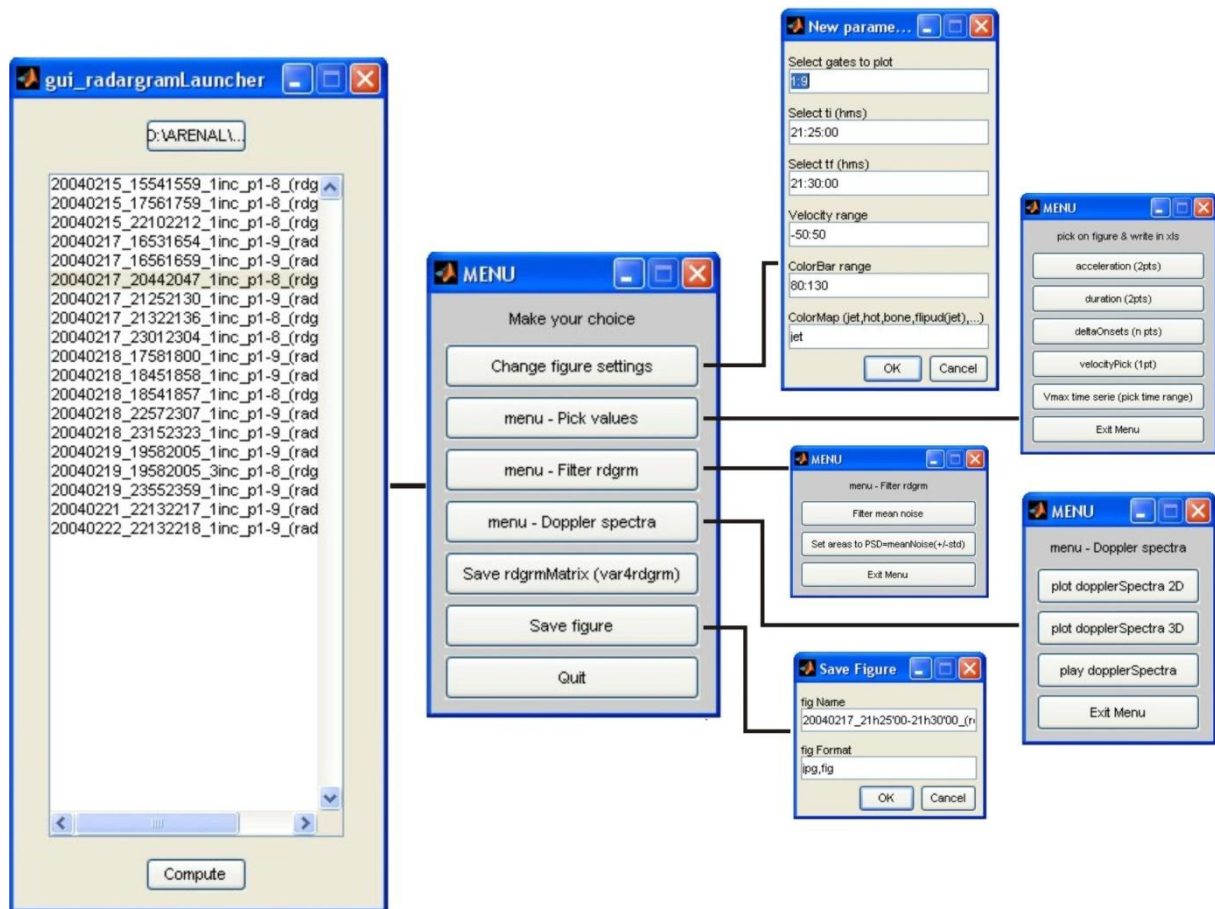 gui_radargramLauncher
D:\ARENAL\...
20040215_15541559_1inc_p1-8_(rdg
20040215_17561759_1inc_p1-8_(rdg
20040215_22102212_1inc_p1-8_(rdg
20040217_16531654_1inc_p1-9_(rad
20040217_16561659_1inc_p1-9_(rad
20040217_20442047_1inc_p1-8_(rdg
20040217_21252130_1inc_p1-9_(rad
20040217_21322136_1inc_p1-9_(rdg
20040217_23012304_1inc_p1-8_(rdg
20040218_17581800_1inc_p1-9_(rad
20040218_18451858_1inc_p1-9_(rdg
20040218_18541857_1inc_p1-8_(rdg
20040218_22572307_1inc_p1-9_(rad
20040218_23152323_1inc_p1-9_(rad
20040219_19582005_1inc_p1-9_(rad
20040219_19582005_3inc_p1-8_(rdg
20040219_23552359_1inc_p1-9_(rad
20040221_22132217_1inc_p1-9_(rad
20040222_22132218_1inc_p1-9_(rad
Compute
MENU
Make your choice
Change figure settings
menu - Pick values
menu - Filter rdgrm
menu - Doppler spectra
Save rdgrmMatrix (var4rdgrm)
Save figure
Quit
New parame...
Select gates to plot
1:9
Select ti (hms)
21:25:00
Select tf (hms)
21:30:00
Velocity range
-50:50
ColorBar range
80:130
ColorMap (jet,hot,bone,flipud(jet),...)
jet
OK
Cancel
MENU
pick on figure & write in xls
acceleration (2pts)
duration (2pts)
deltaOnsets (n pts)
velocityPick (1pt)
Vmax time serie (pick time range)
Exit Menu
MENU
menu - Filter rdgrm
Filter mean noise
Set areas to PSD=meanNoise(+/-std)
Exit Menu
MENU
menu - Doppler spectra
plot dopplerSpectra 2D
plot dopplerSpectra 3D
play dopplerSpectra
Exit Menu
Save Figure
fig Name
20040217_21h25'00-21h30'00_(r
fig Format
jpg,fig
OK
Cancel